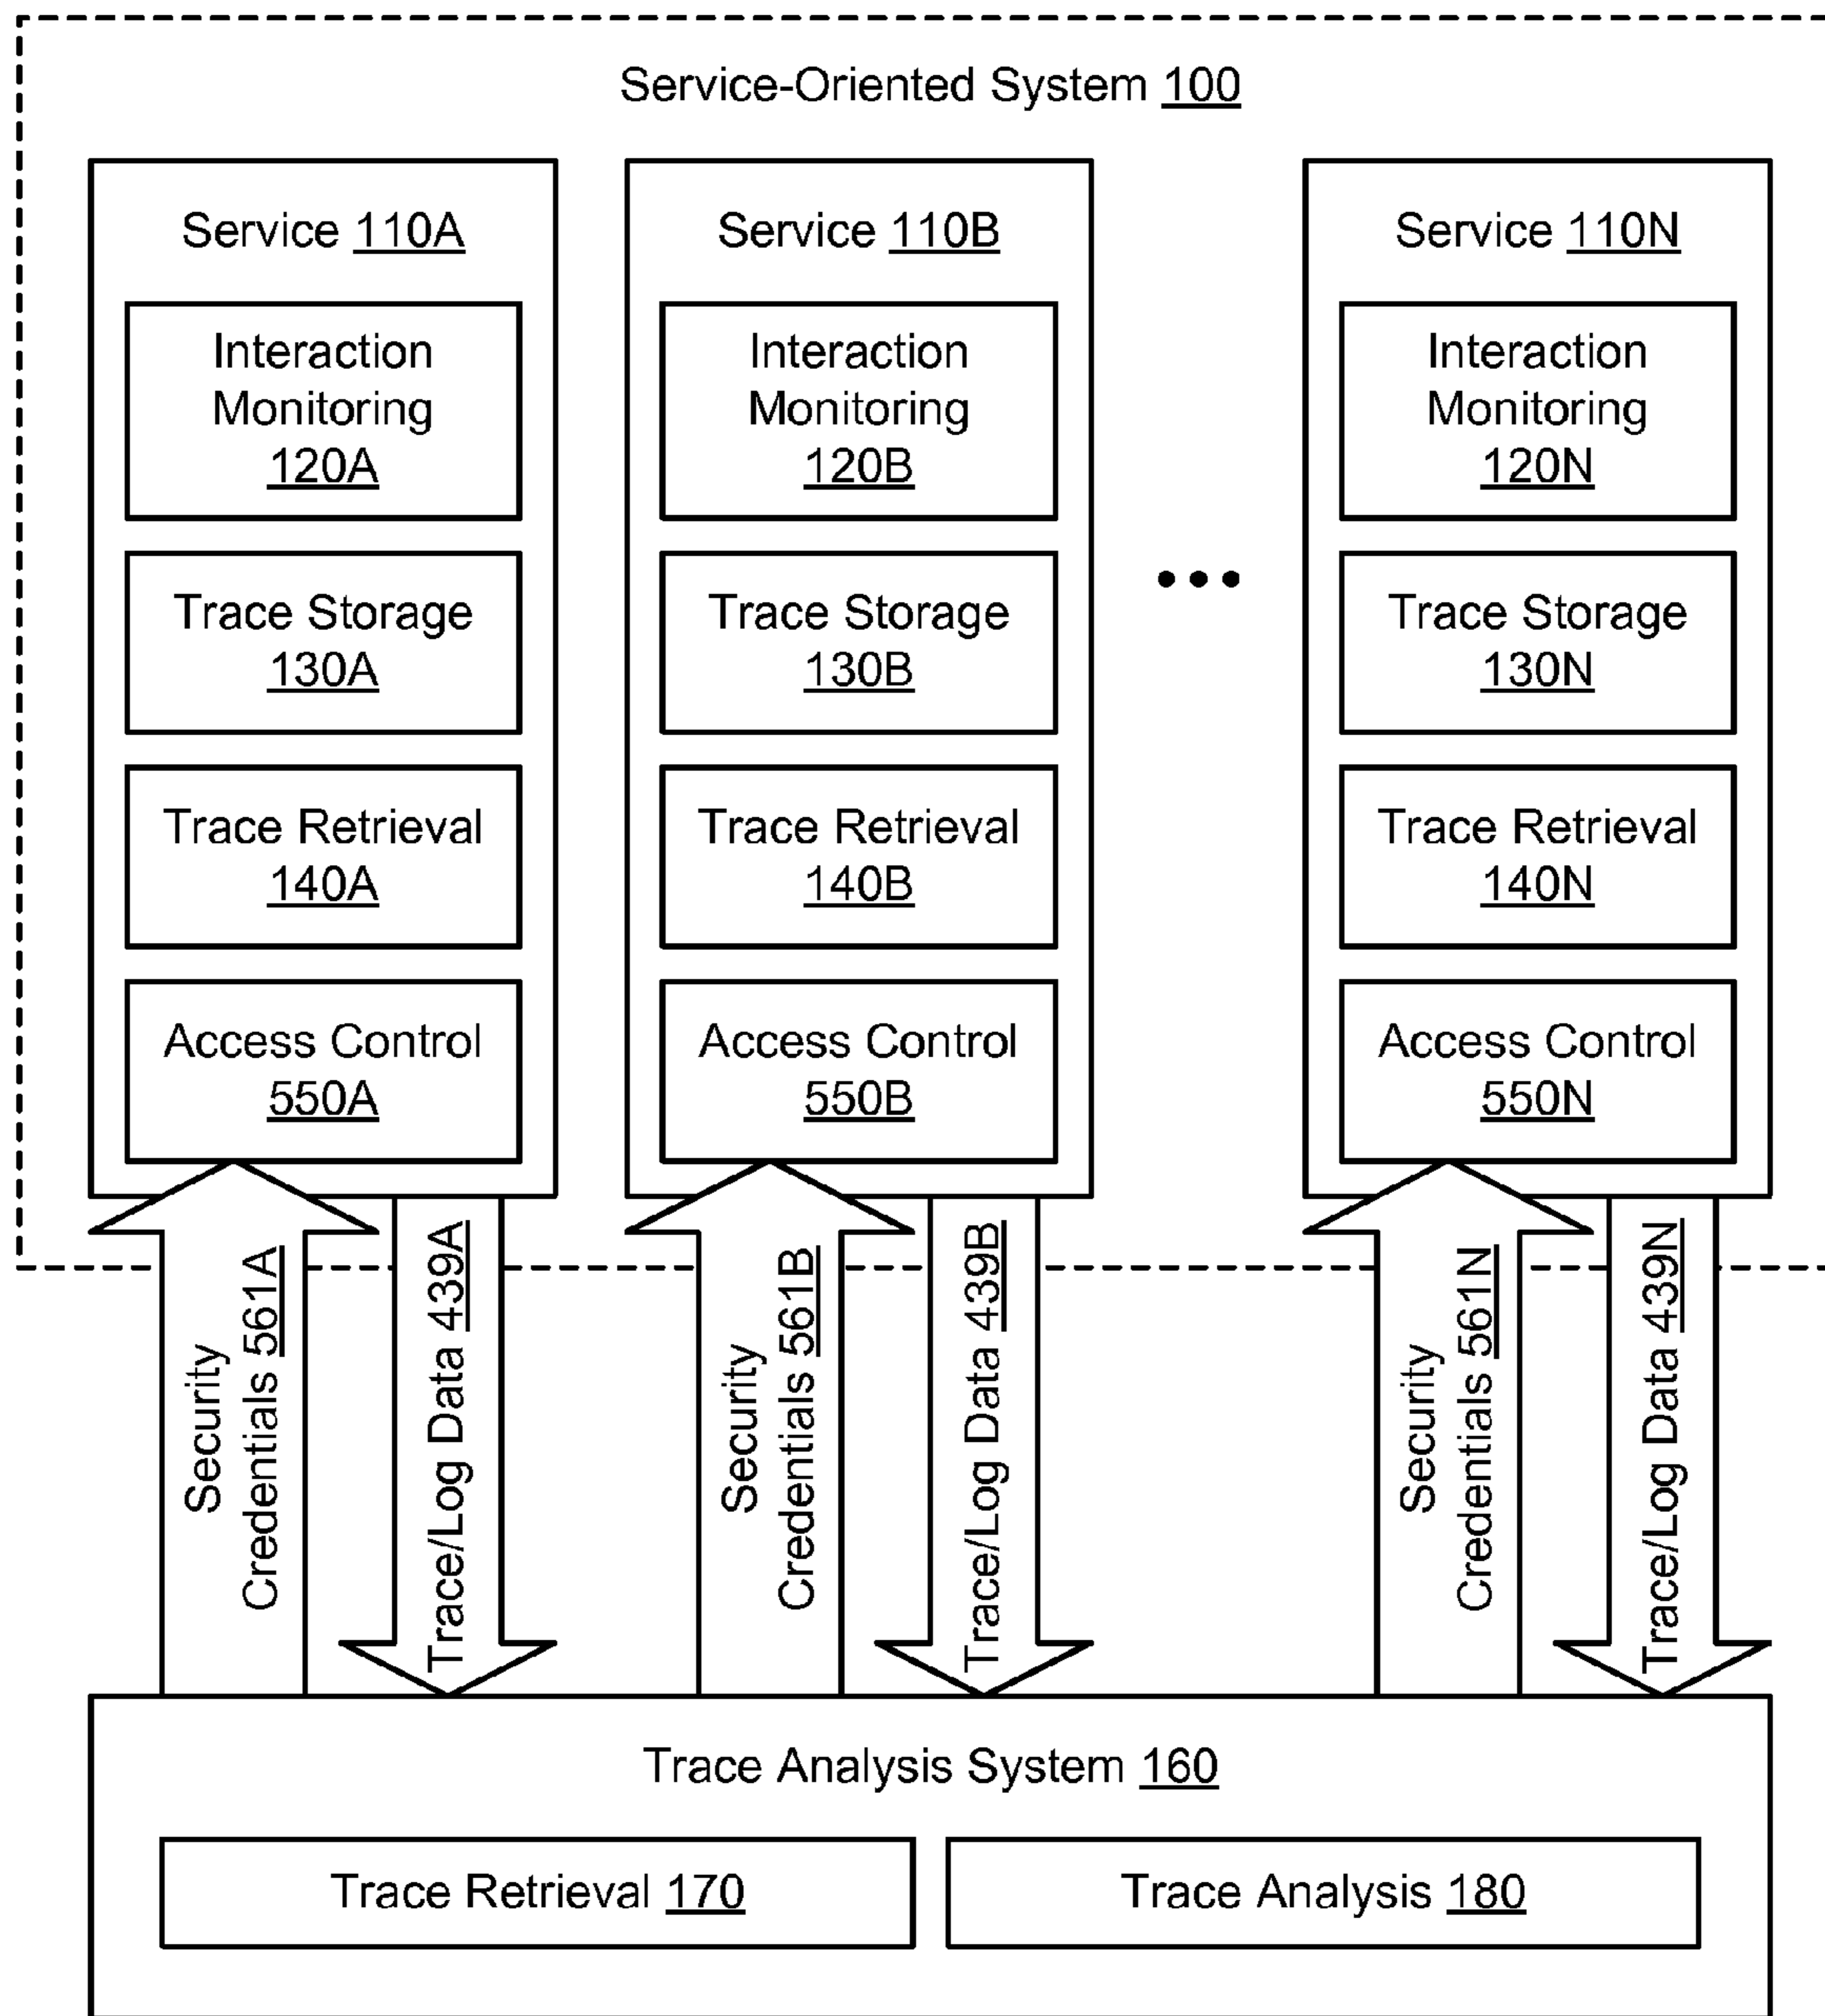 Service-Oriented System 100
Service 110A
Interaction
Monitoring
120A
Trace Storage
130A
Trace Retrieval
140A
Access Control
550A
Service 110B
Interaction
Monitoring
120B
Trace Storage
130B
Trace Retrieval
140B
Access Control
550B
Service 110N
Interaction
Monitoring
120N
Trace Storage
130N
Trace Retrieval
140N
Access Control
550N
Security
Credentials 561A
Trace/Log Data 439A
Security
Credentials 561B
Trace/Log Data 439B
Security
Credentials 561N
Trace/Log Data 439N
Trace Analysis System 160
Trace Retrieval 170
Trace Analysis 180